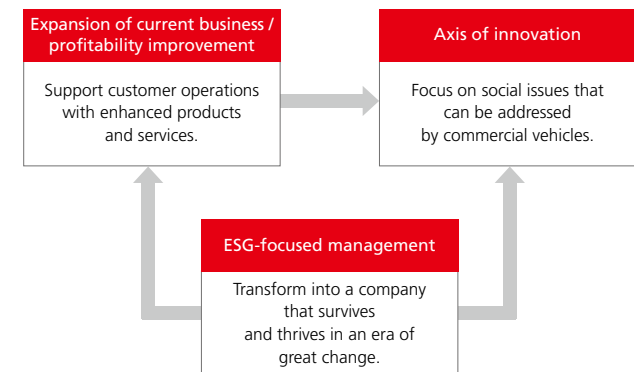 Expansion of current business /
profitability improvement
Support customer operations
with enhanced products
and services.
Axis of innovation
Focus on social issues that
can be addressed
by commercial vehicles.
ESG-focused management
Transform into a company
that survives
and thrives in an era of
great change.